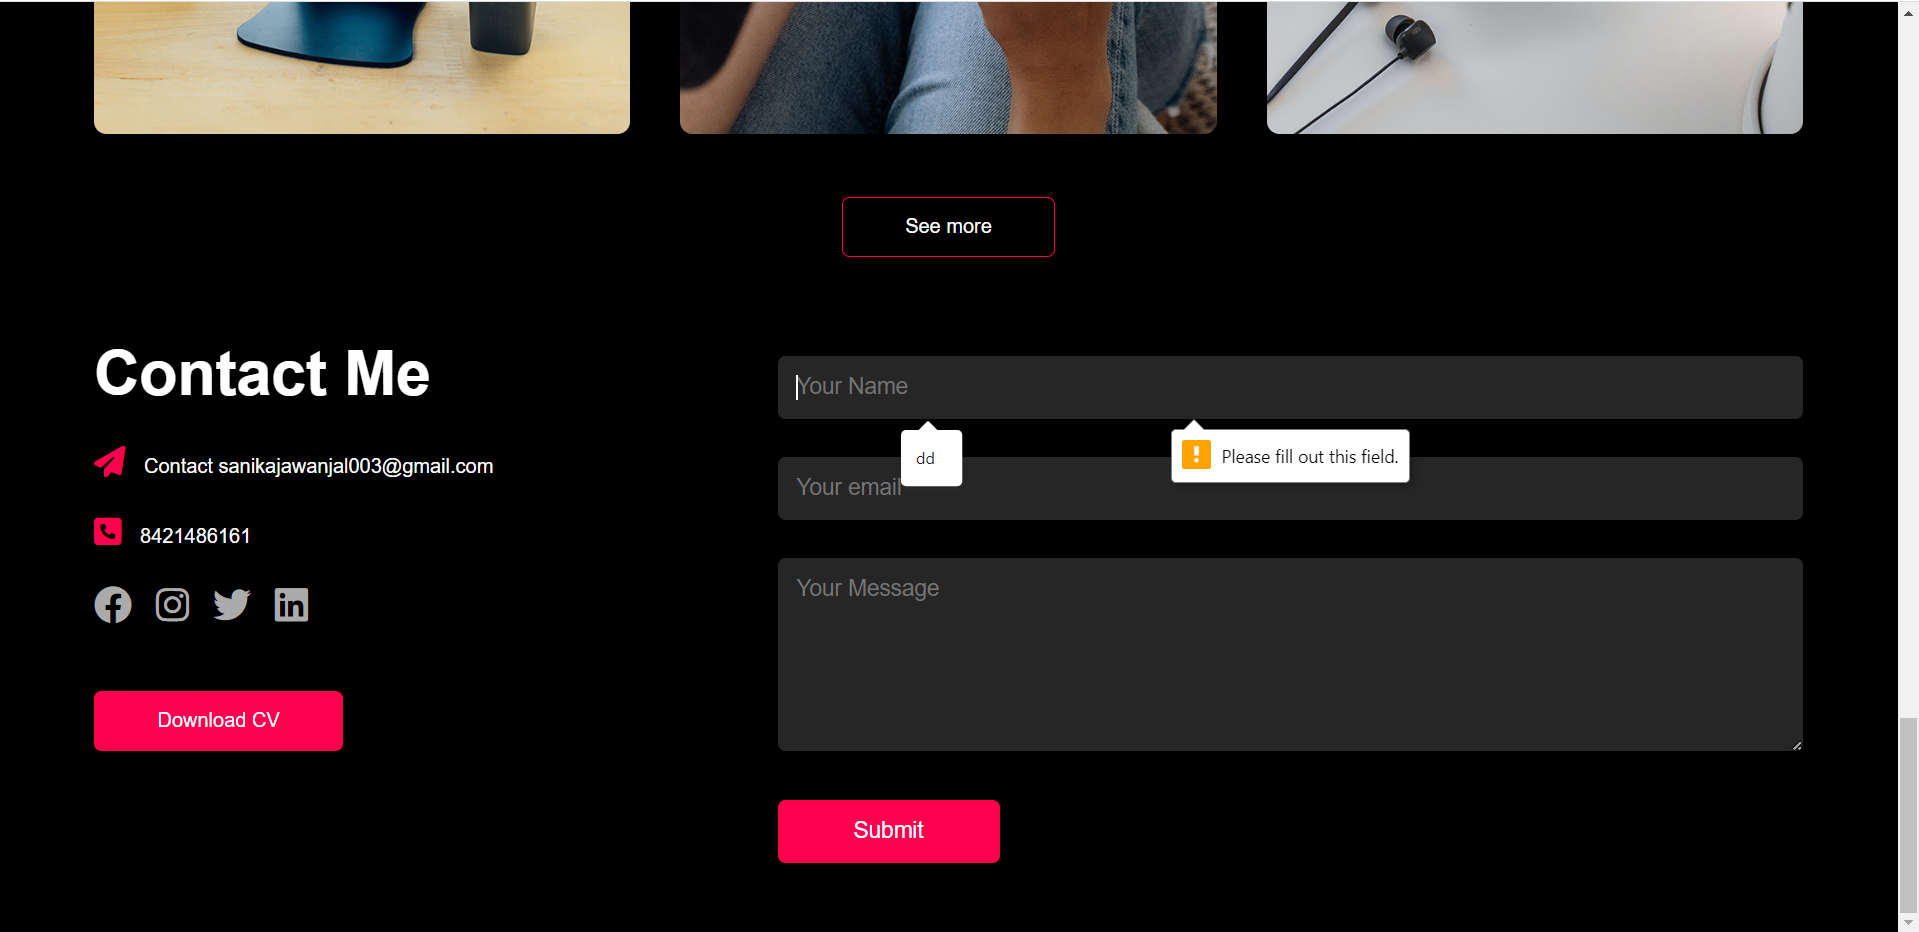 See more
Contact Me
Contact sanikajawanjal003@gmail.com
8421486161
Download CV
Your Name
dd
Please fill out this field.
Your email
Your Message
Submit